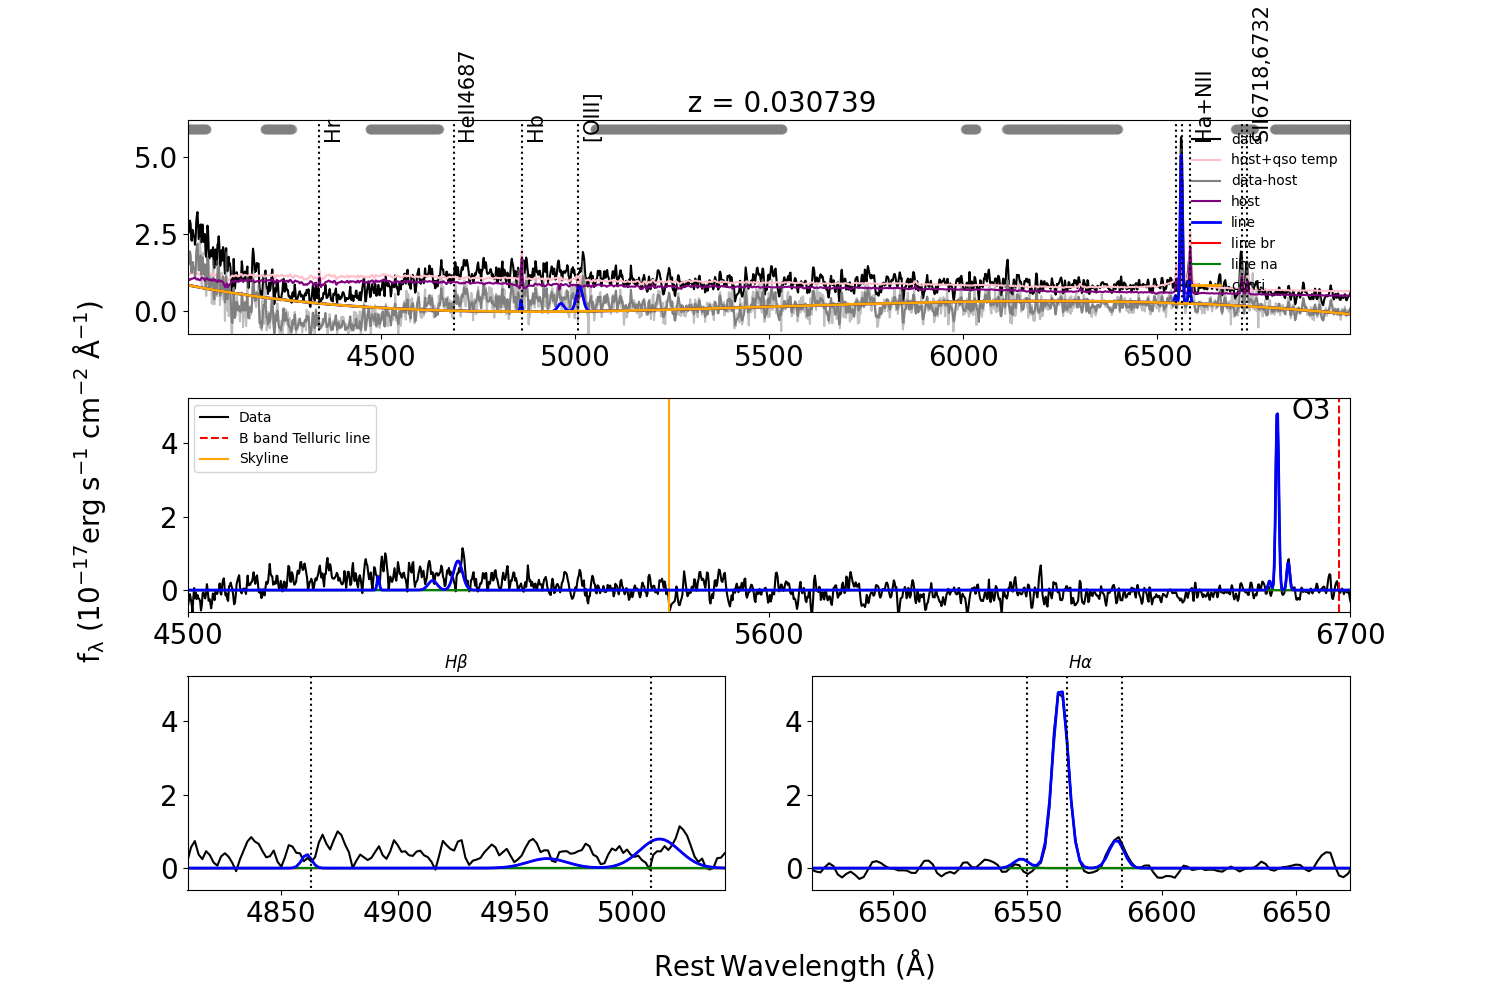 z = 0.030739
Hr
HeII4687
Hb
[OIII]
Ha+NII
SII6718,6732
data
host+qso temp
data-host
host
line
line br
line na
conti
5.0
2.5
0.0
4500 5000 5500 6000 6500
Data
B band Telluric line
Skyline
O3
4
2
0
4500 5600 6700
fλ (10⁻¹⁷erg s⁻¹ cm⁻² Å⁻¹)
Hβ
4
2
0
4850 4900 4950 5000
Hα
4
2
0
6500 6550 6600 6650
Rest Wavelength (Å)